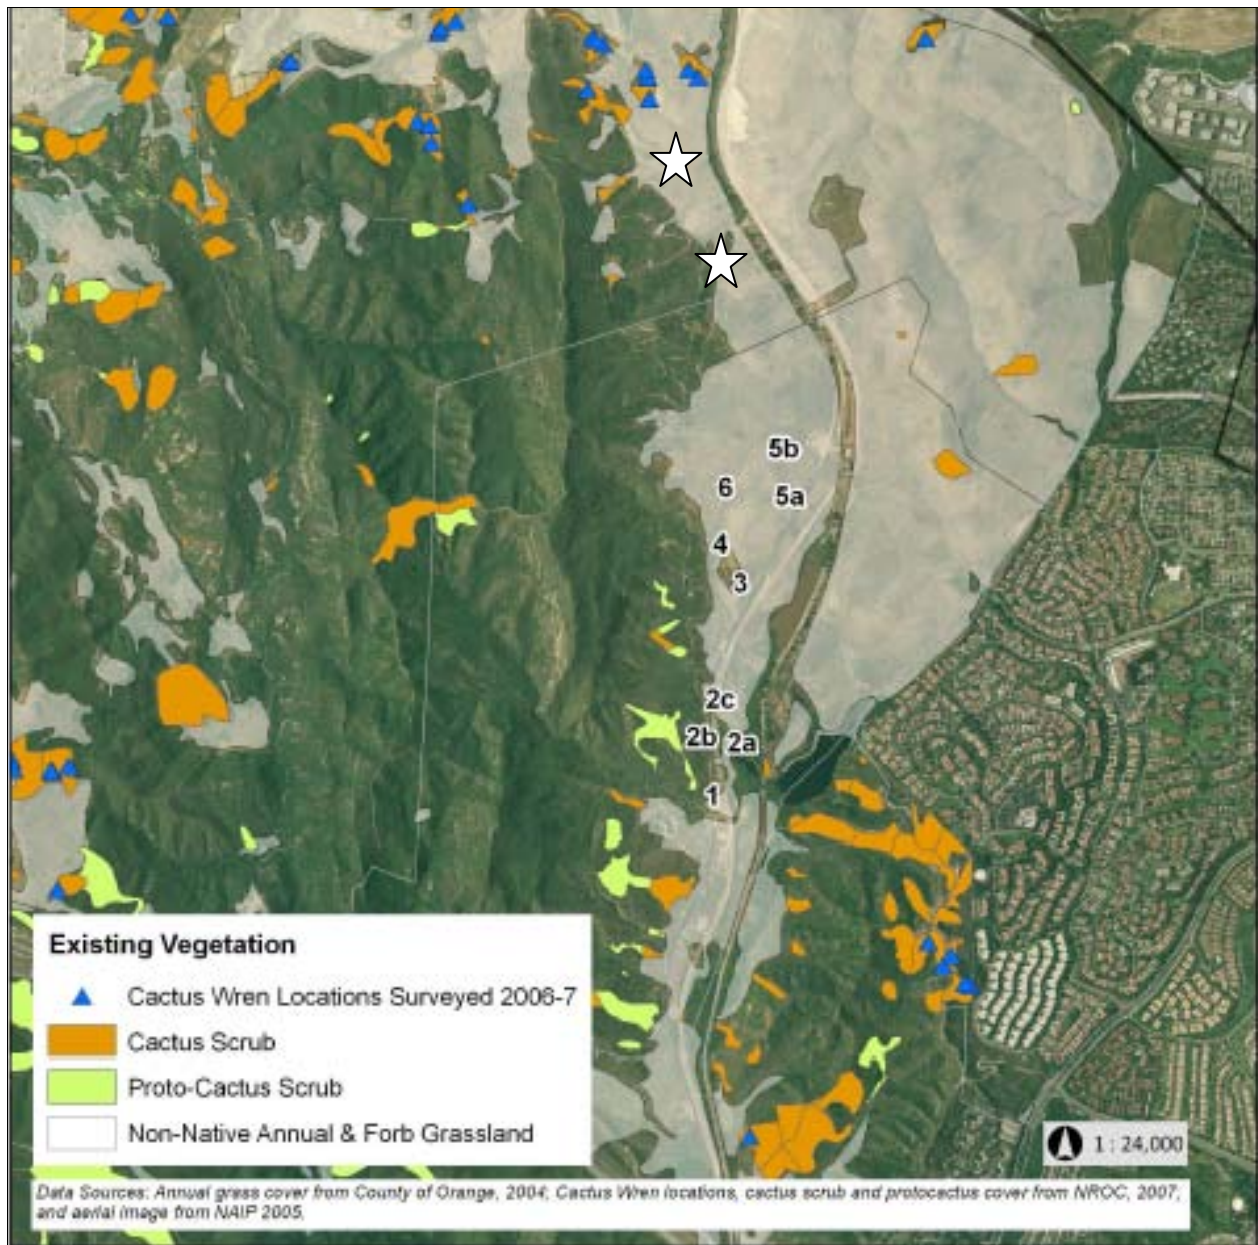 5b
6
5a
4
3
2c
2b
2a
1
Existing Vegetation
Cactus Wren Locations Surveyed 2006-7
Cactus Scrub
Proto-Cactus Scrub
Non-Native Annual & Forb Grassland
1 : 24,000
Data Sources: Annual grass cover from County of Orange, 2004; Cactus Wren locations, cactus scrub and protocactus cover from NROC, 2007;
and aerial image from NAIP 2005.